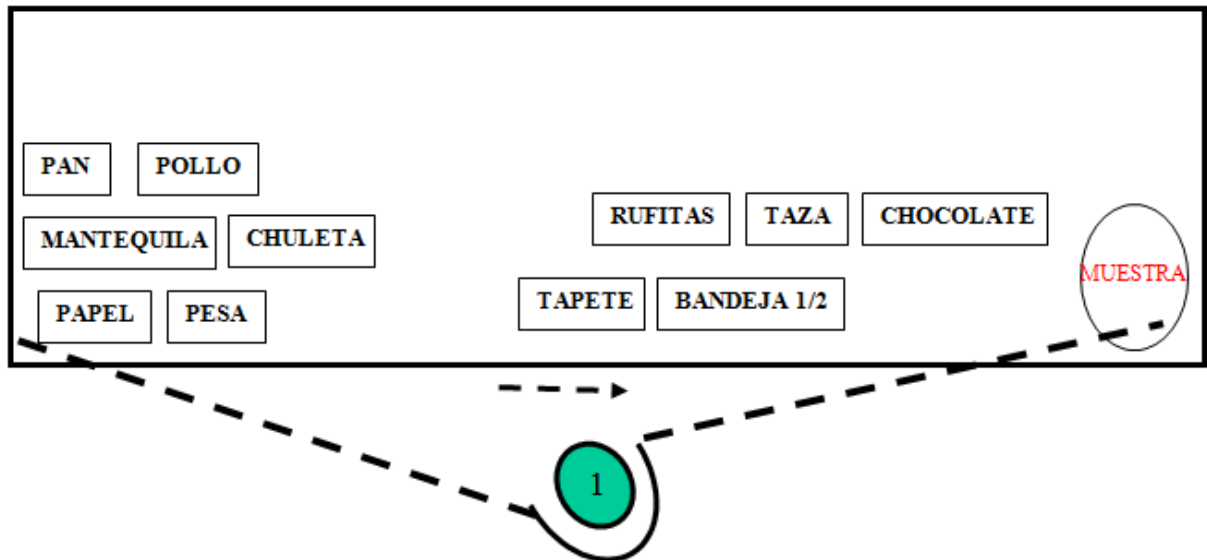 PAN POLLO
RUFITAS TAZA CHOCOLATE
MANTEQUILA CHULETA
MUESTRA
TAPETE BANDEJA 1/2
PAPEL PESA
1